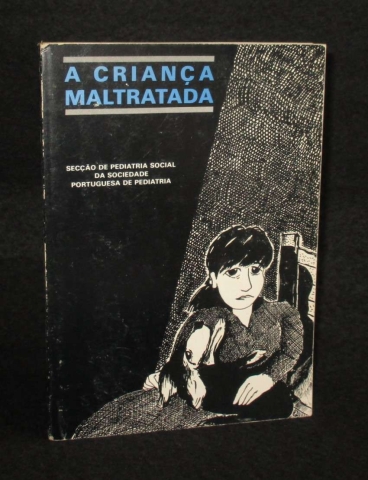 A CRIANÇA
MALTRATADA
SECÇÃO DE PEDIATRIA SOCIAL
DA SOCIEDADE
PORTUGUESA DE PEDIATRIA